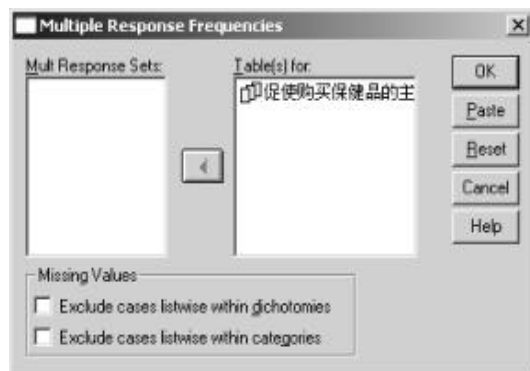 Multiple Response Frequencies
Mult Response Sets:
Table(s) for:
促使购买保健品的主
OK
Paste
Reset
Cancel
Help
Missing Values
Exclude cases listwise within dichotomies
Exclude cases listwise within categories